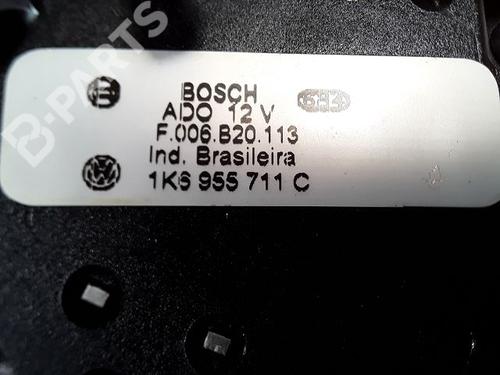 B-PARTS
BOSCH
ADO 12 V
F.006.B20.113
Ind. Brasileira
1K6 955 711 C